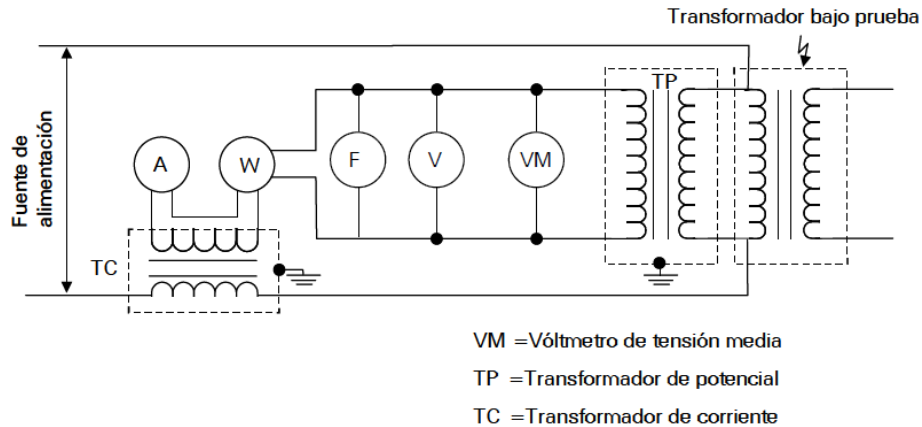 Transformador bajo prueba
TP
Fuente de
alimentación
A
W
F
V
VM
TC
VM =Vóltmetro de tensión media
TP =Transformador de potencial
TC =Transformador de corriente